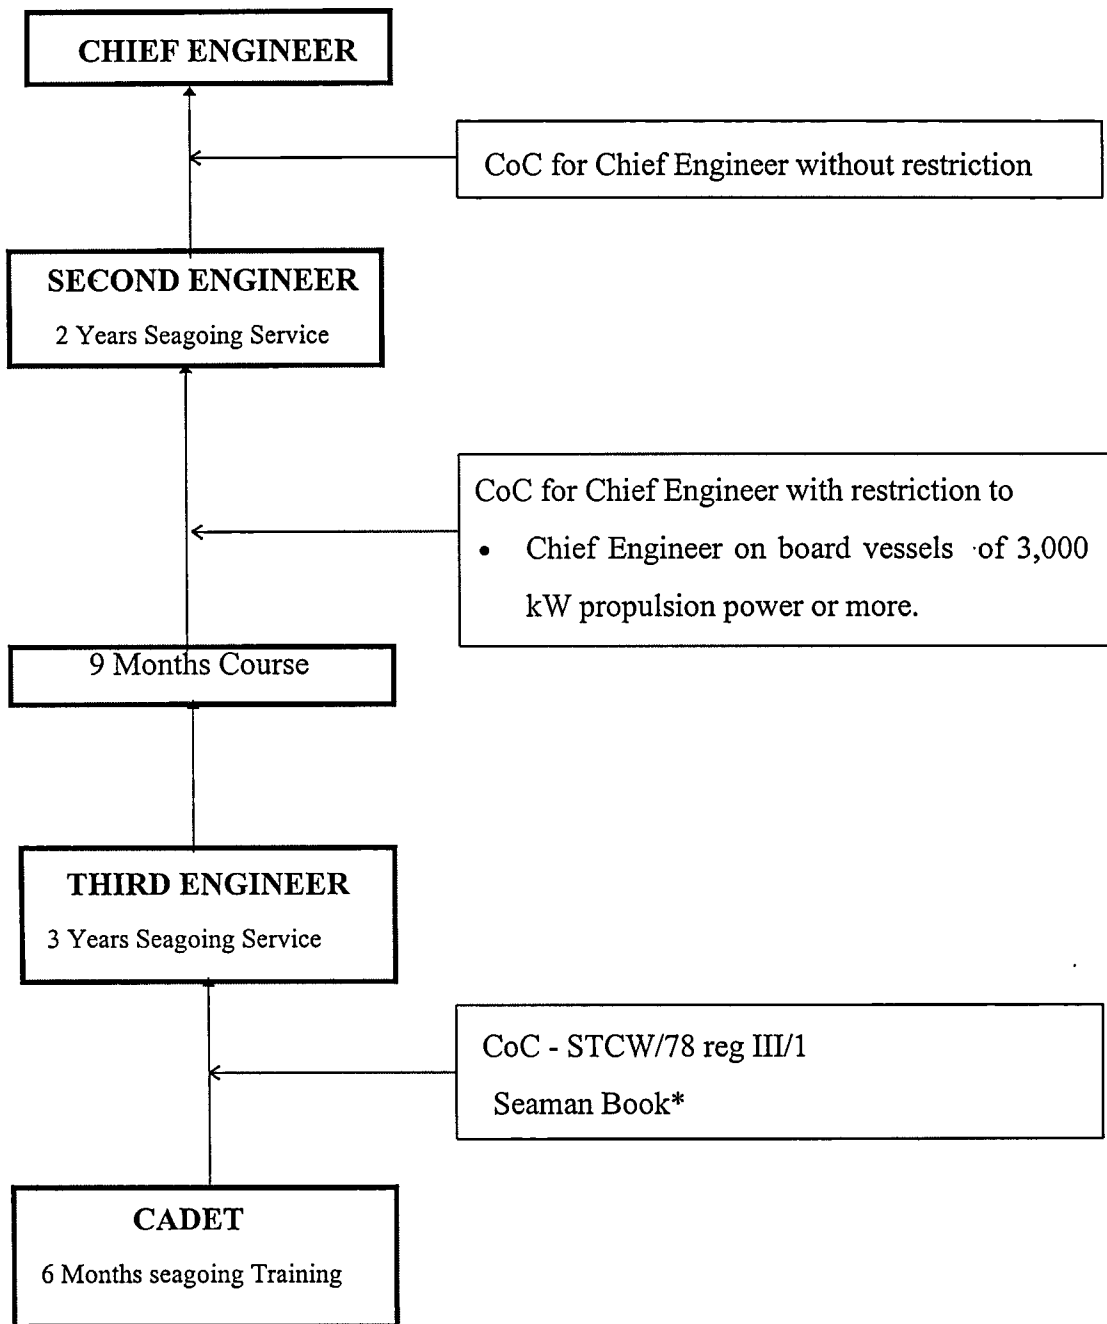 CHIEF ENGINEER
CoC for Chief Engineer without restriction
SECOND ENGINEER
2 Years Seagoing Service
CoC for Chief Engineer with restriction to
• Chief Engineer on board vessels of 3,000
kW propulsion power or more.
9 Months Course
THIRD ENGINEER
3 Years Seagoing Service
CoC - STCW/78 reg III/1
Seaman Book*
CADET
6 Months seagoing Training